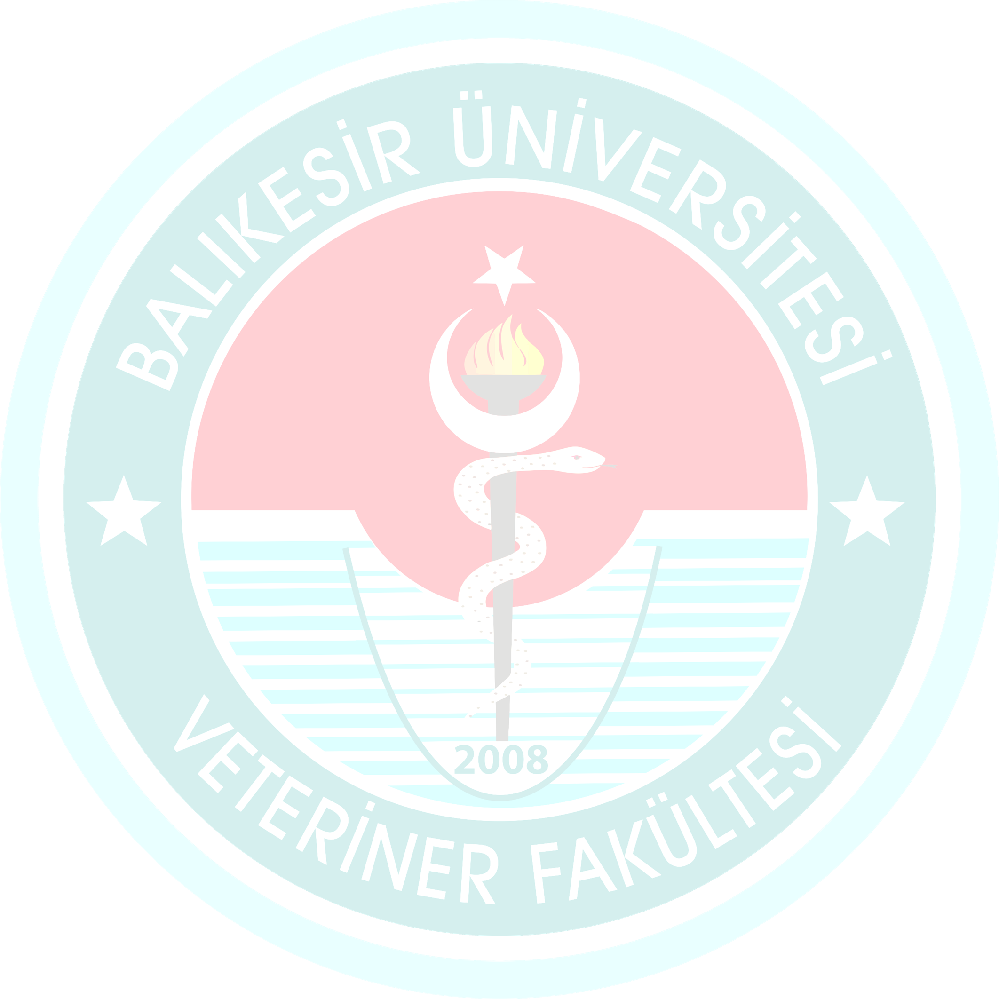 BALIKESİR ÜNİVERSİTESİ
2008
VETERİNER FAKÜLTESİ